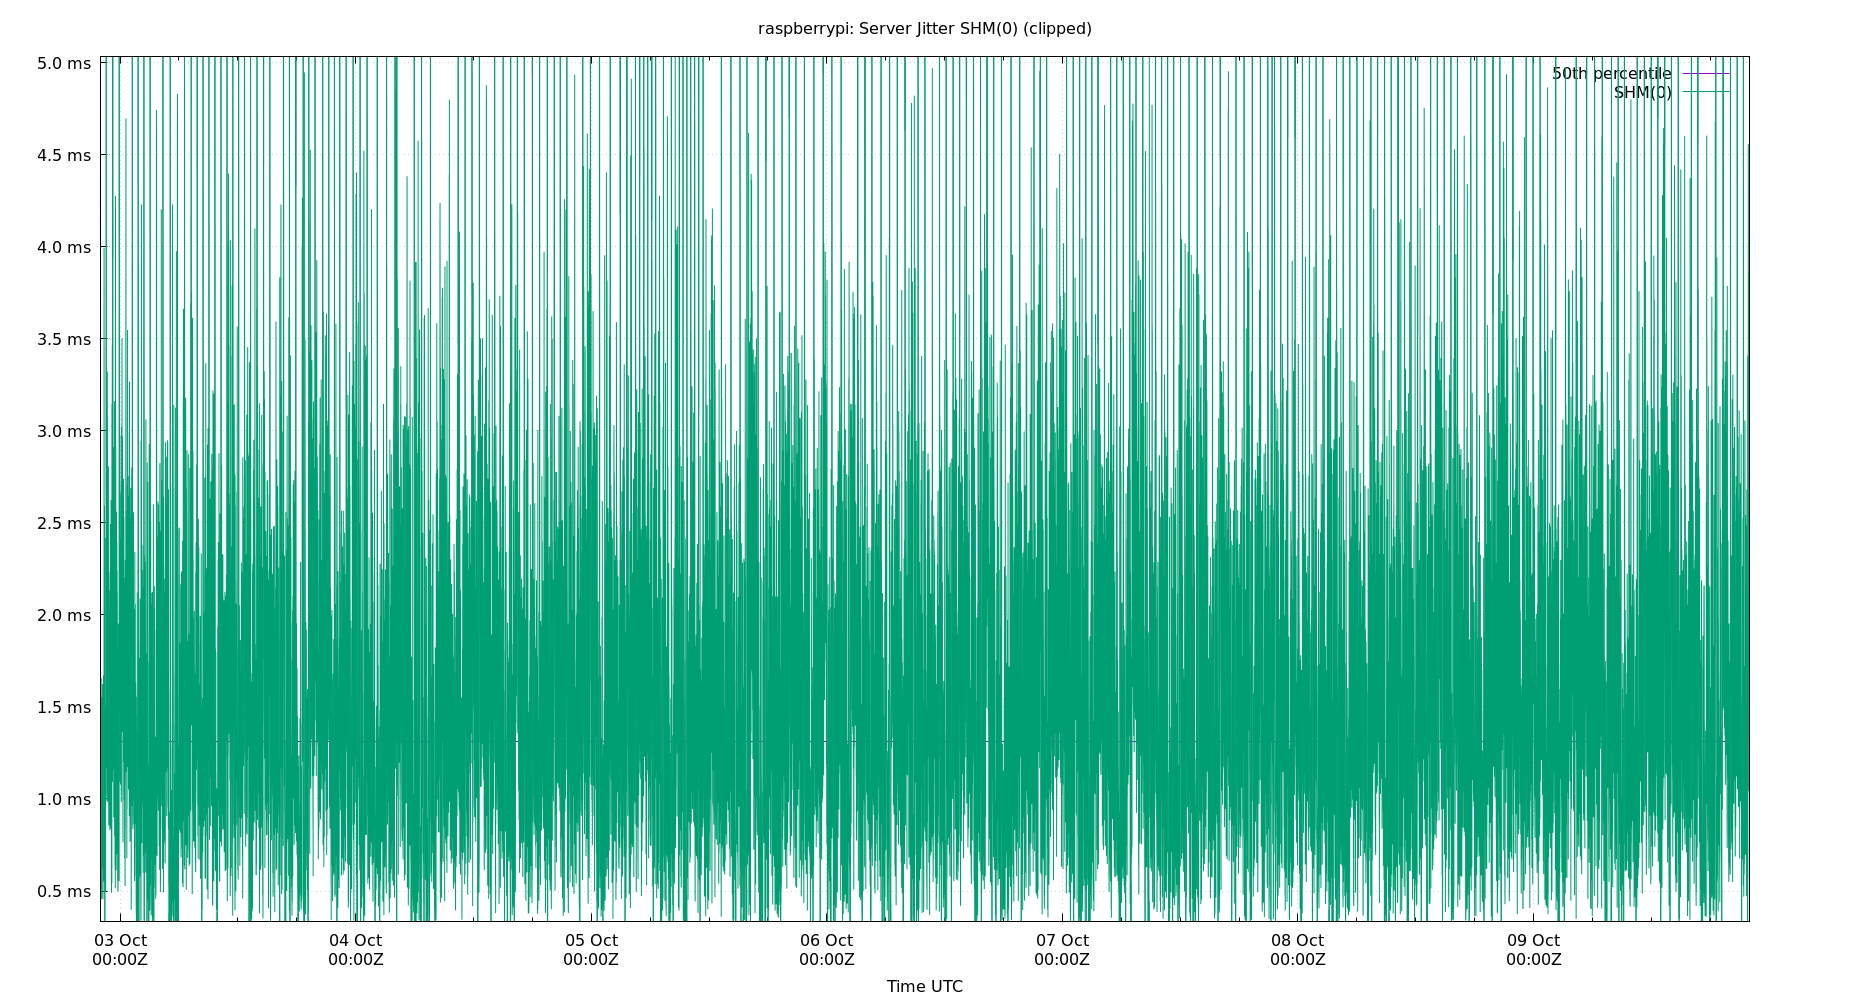 raspberrypi: Server Jitter SHM(0) (clipped)
5.0 ms
50th percentile
SHM(0)
4.5 ms
4.0 ms
3.5 ms
3.0 ms
2.5 ms
2.0 ms
1.5 ms
1.0 ms
0.5 ms
03 Oct 04 Oct 05 Oct 06 Oct 07 Oct 08 Oct 09 Oct
00:00Z 00:00Z 00:00Z 00:00Z 00:00Z 00:00Z 00:00Z
Time UTC